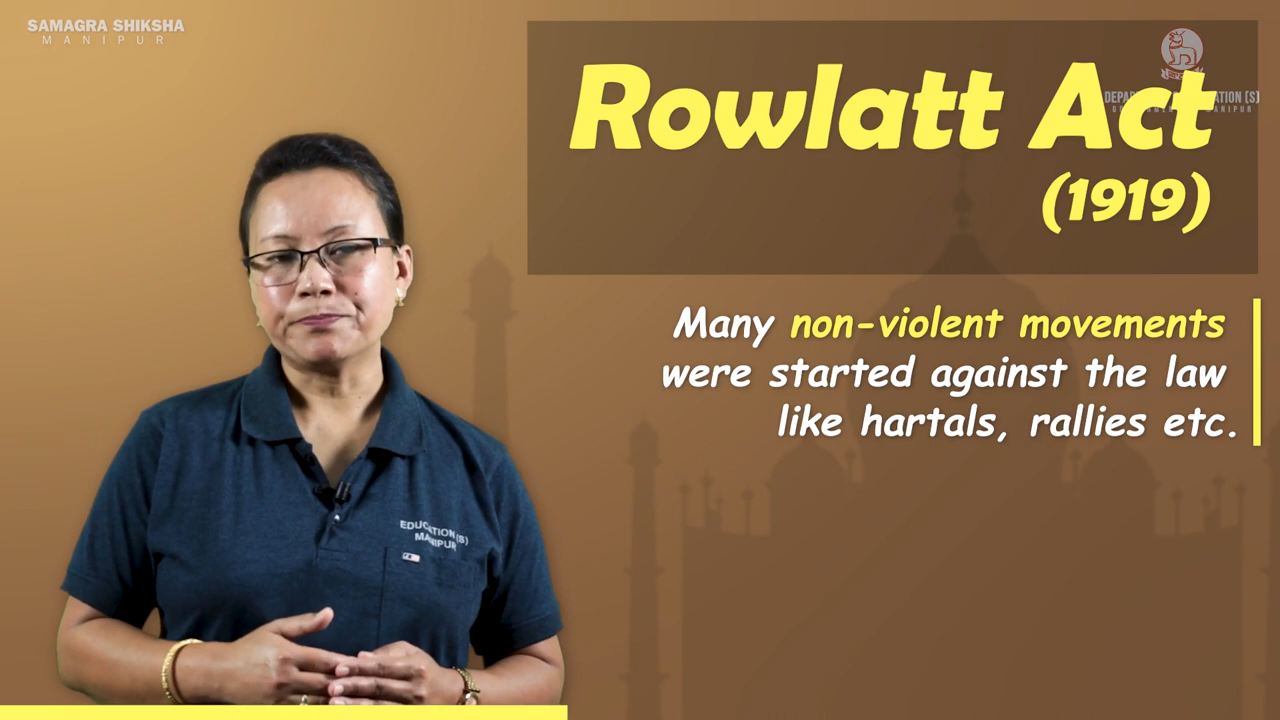 SAMAGRA SHIKSHA
MANIPUR
Rowlatt Act
(1919)
Many non-violent movements
were started against the law
like hartals, rallies etc.
EDUCATION (S)
MANIPUR